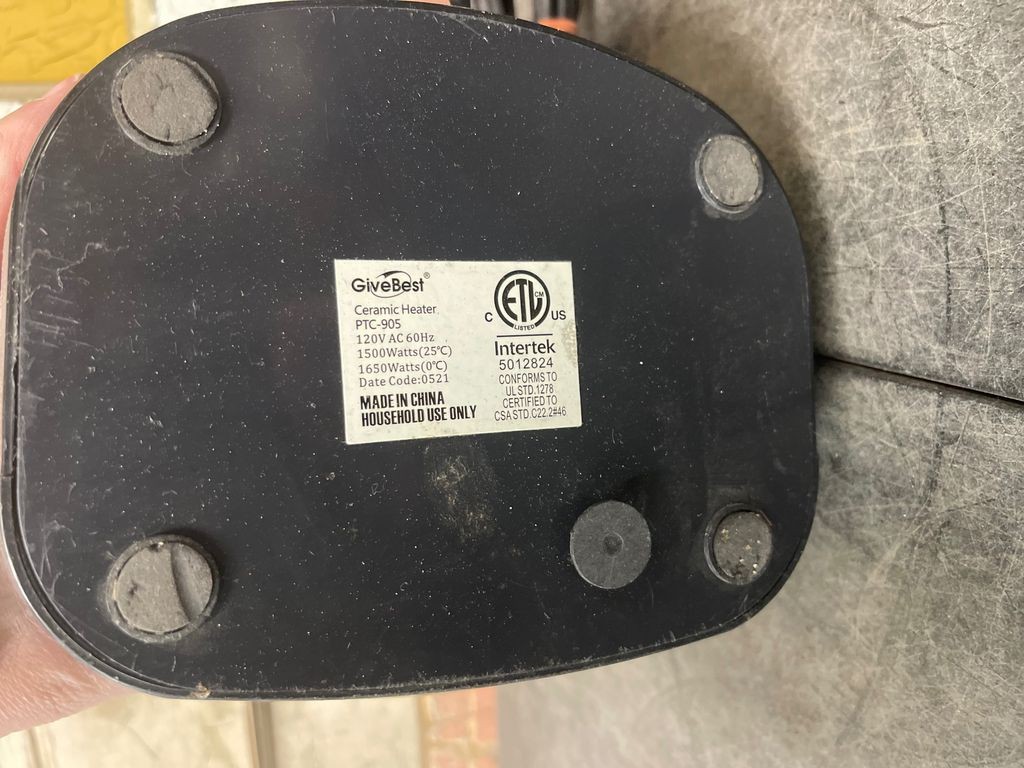 GiveBest®
Ceramic Heater
PTC-905
120V AC 60Hz
1500Watts(25℃)
1650Watts(0℃)
Date Code:0521
MADE IN CHINA
HOUSEHOLD USE ONLY
ETL CM
LISTED
C US
Intertek
5012824
CONFORMS TO
UL STD.1278
CERTIFIED TO
CSA STD.C22.2#46